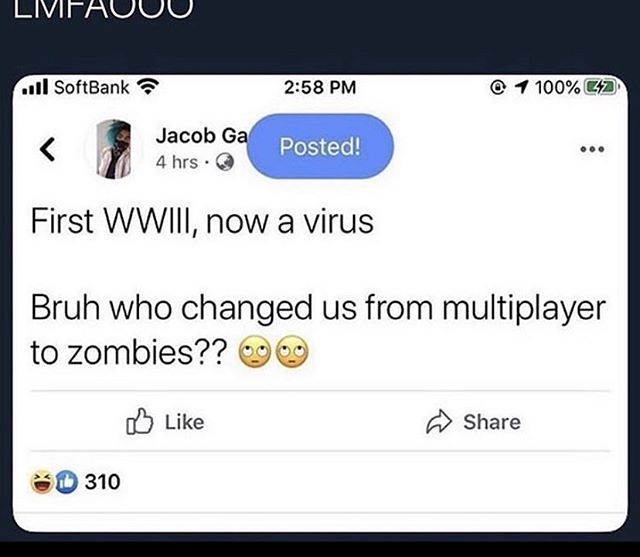 LMFAOOO
SoftBank 2:58 PM 100%
Jacob Ga
Posted!
4 hrs ·
First WWIII, now a virus
Bruh who changed us from multiplayer
to zombies?? 🙄🙄
Like Share
310